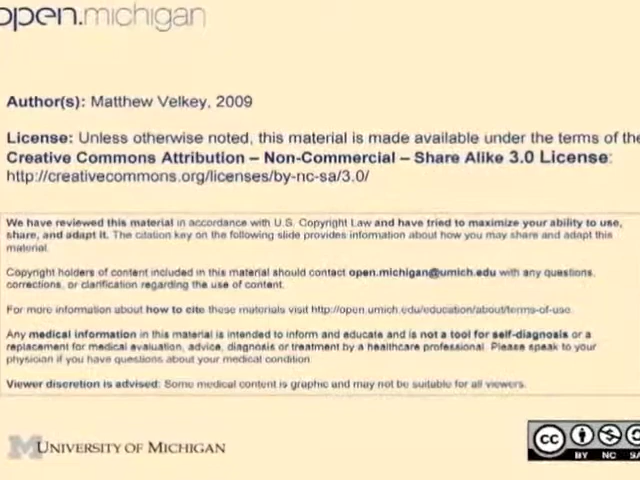 open.michigan
Author(s): Matthew Velkey, 2009
License: Unless otherwise noted, this material is made available under the terms of the
Creative Commons Attribution – Non-Commercial – Share Alike 3.0 License:
http://creativecommons.org/licenses/by-nc-sa/3.0/
We have reviewed this material in accordance with U.S. Copyright Law and have tried to maximize your ability to use,
share, and adapt it. The citation key on the following slide provides information about how you may share and adapt this
material.
Copyright holders of content included in this material should contact open.michigan@umich.edu with any questions,
corrections, or clarification regarding the use of content.
For more information about how to cite these materials visit http://open.umich.edu/education/about/terms-of-use.
Any medical information in this material is intended to inform and educate and is not a tool for self-diagnosis or a
replacement for medical evaluation, advice, diagnosis or treatment by a healthcare professional. Please speak to your
physician if you have questions about your medical condition.
Viewer discretion is advised: Some medical content is graphic and may not be suitable for all viewers.
M UNIVERSITY OF MICHIGAN
cc BY NC SA